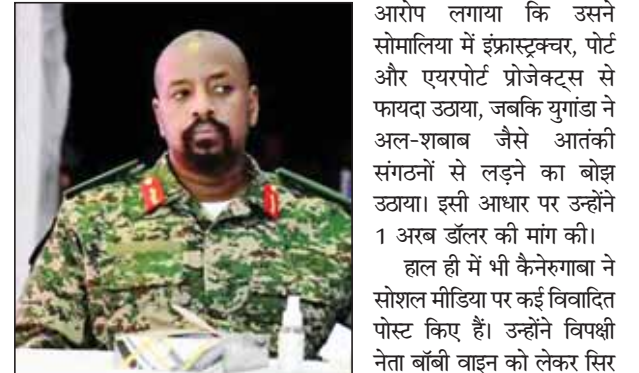 आरोप लगाया कि उसने
सोमालिया में इंफ्रास्ट्रक्चर, पोर्ट
और एयरपोर्ट प्रोजेक्ट्स से
फायदा उठाया, जबकि युगांडा ने
अल-शबाब जैसे आतंकी
संगठनों से लड़ने का बोझ
उठाया। इसी आधार पर उन्होंने
1 अरब डॉलर की मांग की।
हाल ही में भी कैनेरुगाबा ने
सोशल मीडिया पर कई विवादित
पोस्ट किए हैं। उन्होंने विपक्षी
नेता बॉबी वाइन को लेकर सिर